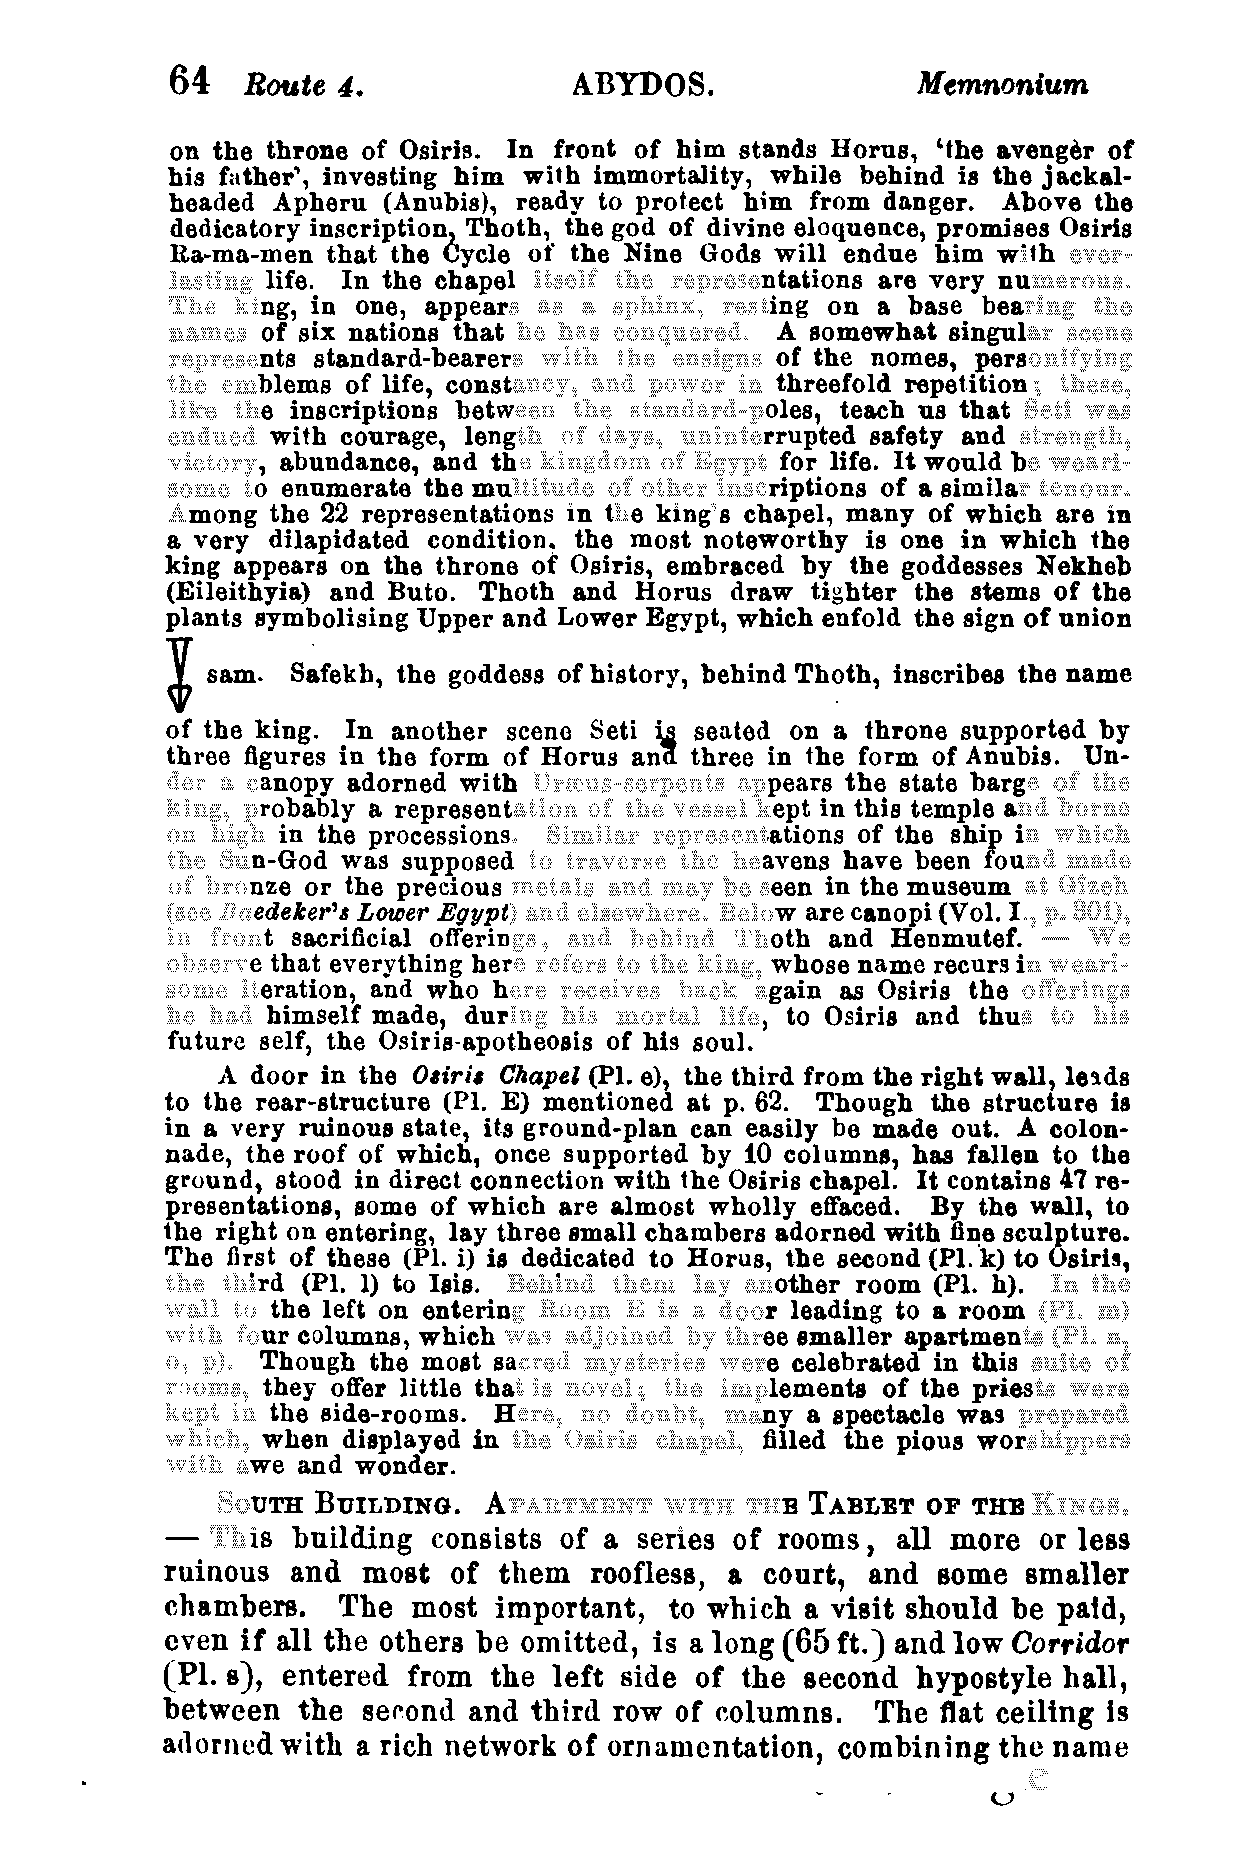 64 Route 4. ABYDOS. Memnonium
on the throne of Osiris. In front of him stands Horus, 'the avengèr of
his father', investing him with immortality, while behind is the jackal-
headed Apheru (Anubis), ready to protect him from danger. Above the
dedicatory inscription, Thoth, the god of divine eloquence, promises Osiris
Ra-ma-men that the Cycle of the Nine Gods will endue him with ever-
lasting life. In the chapel itself the representations are very numerous.
The king, in one, appears as a sphinx, resting on a base bearing the
names of six nations that he has conquered. A somewhat singular scene
represents standard-bearers with the ensigns of the nomes, personifying
the emblems of life, constancy, and power in threefold repetition; these,
like the inscriptions between the standard-poles, teach us that Seti was
endued with courage, length of days, uninterrupted safety and strength,
victory, abundance, and the kingdom of Egypt for life. It would be weari-
some to enumerate the multitude of other inscriptions of a similar tenour.
Among the 22 representations in the king's chapel, many of which are in
a very dilapidated condition, the most noteworthy is one in which the
king appears on the throne of Osiris, embraced by the goddesses Nekheb
(Eileithyia) and Buto. Thoth and Horus draw tighter the stems of the
plants symbolising Upper and Lower Egypt, which enfold the sign of union
sam. Safekh, the goddess of history, behind Thoth, inscribes the name
of the king. In another scene Seti is seated on a throne supported by
three figures in the form of Horus and three in the form of Anubis. Un-
der a canopy adorned with Uræus-serpents appears the state barge of the
king, probably a representation of the vessel kept in this temple and borne
on high in the processions. Similar representations of the ship in which
the Sun-God was supposed to traverse the heavens have been found made
of bronze or the precious metals and may be seen in the museum at Gizeh
(see Baedeker's Lower Egypt) and elsewhere. Below are canopi (Vol. I., p. 301),
in front sacrificial offerings, and behind Thoth and Henmutef. — We
observe that everything here refers to the king, whose name recurs in weari-
some iteration, and who here receives back again as Osiris the offerings
he had himself made, during his mortal life, to Osiris and thus to his
future self, the Osiris-apotheosis of his soul.
A door in the Osiris Chapel (Pl. e), the third from the right wall, leads
to the rear-structure (Pl. E) mentioned at p. 62. Though the structure is
in a very ruinous state, its ground-plan can easily be made out. A colon-
nade, the roof of which, once supported by 10 columns, has fallen to the
ground, stood in direct connection with the Osiris chapel. It contains 47 re-
presentations, some of which are almost wholly effaced. By the wall, to
the right on entering, lay three small chambers adorned with fine sculpture.
The first of these (Pl. i) is dedicated to Horus, the second (Pl. k) to Osiris,
the third (Pl. l) to Isis. Behind them lay another room (Pl. h). In the
wall to the left on entering Room E is a door leading to a room (Pl. m)
with four columns, which was adjoined by three smaller apartments (Pl. n,
o, p). Though the most sacred mysteries were celebrated in this suite of
rooms, they offer little that is novel; the implements of the priests were
kept in the side-rooms. Here, no doubt, many a spectacle was prepared
which, when displayed in the Osiris chapel, filled the pious worshippers
with awe and wonder.
SOUTH BUILDING. APARTMENT WITH THE TABLET OF THE KINGS.
— This building consists of a series of rooms, all more or less
ruinous and most of them roofless, a court, and some smaller
chambers. The most important, to which a visit should be paid,
even if all the others be omitted, is a long (65 ft.) and low Corridor
(Pl. s), entered from the left side of the second hypostyle hall,
between the second and third row of columns. The flat ceiling is
adorned with a rich network of ornamentation, combining the name